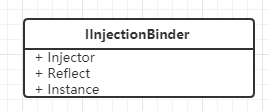 IInjectionBinder
+ Injector
+ Reflect
+ Instance